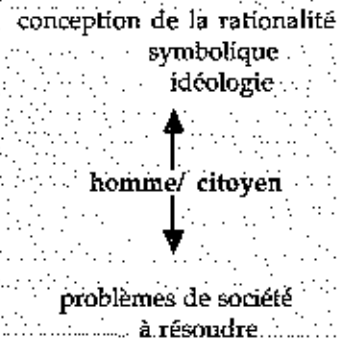 conception de la rationalité
symbolique
idéologie
homme/ citoyen
problèmes de société
à résoudre